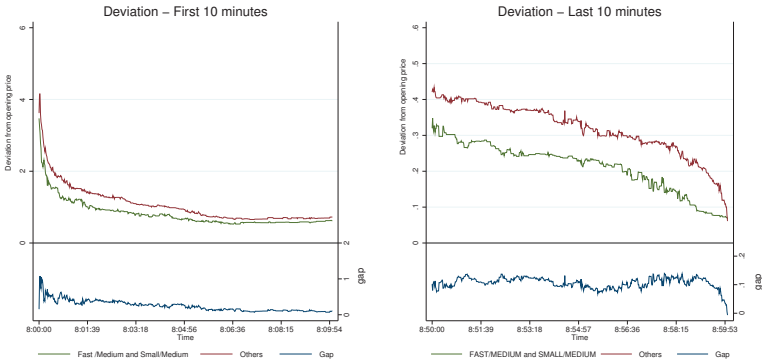 Deviation – First 10 minutes
Deviation from opening price
6
4
2
0
2
1
0
gap
8:00:00 8:01:39 8:03:18 8:04:56 8:06:36 8:08:15 8:09:54
Time
Fast /Medium and Small/Medium Others Gap
Deviation – Last 10 minutes
Deviation from opening price
.6
.5
.4
.3
.2
.1
0
.2
.1
0
gap
8:50:00 8:51:39 8:53:18 8:54:57 8:56:36 8:58:15 8:59:53
Time
FAST/MEDIUM and SMALL/MEDIUM Others Gap